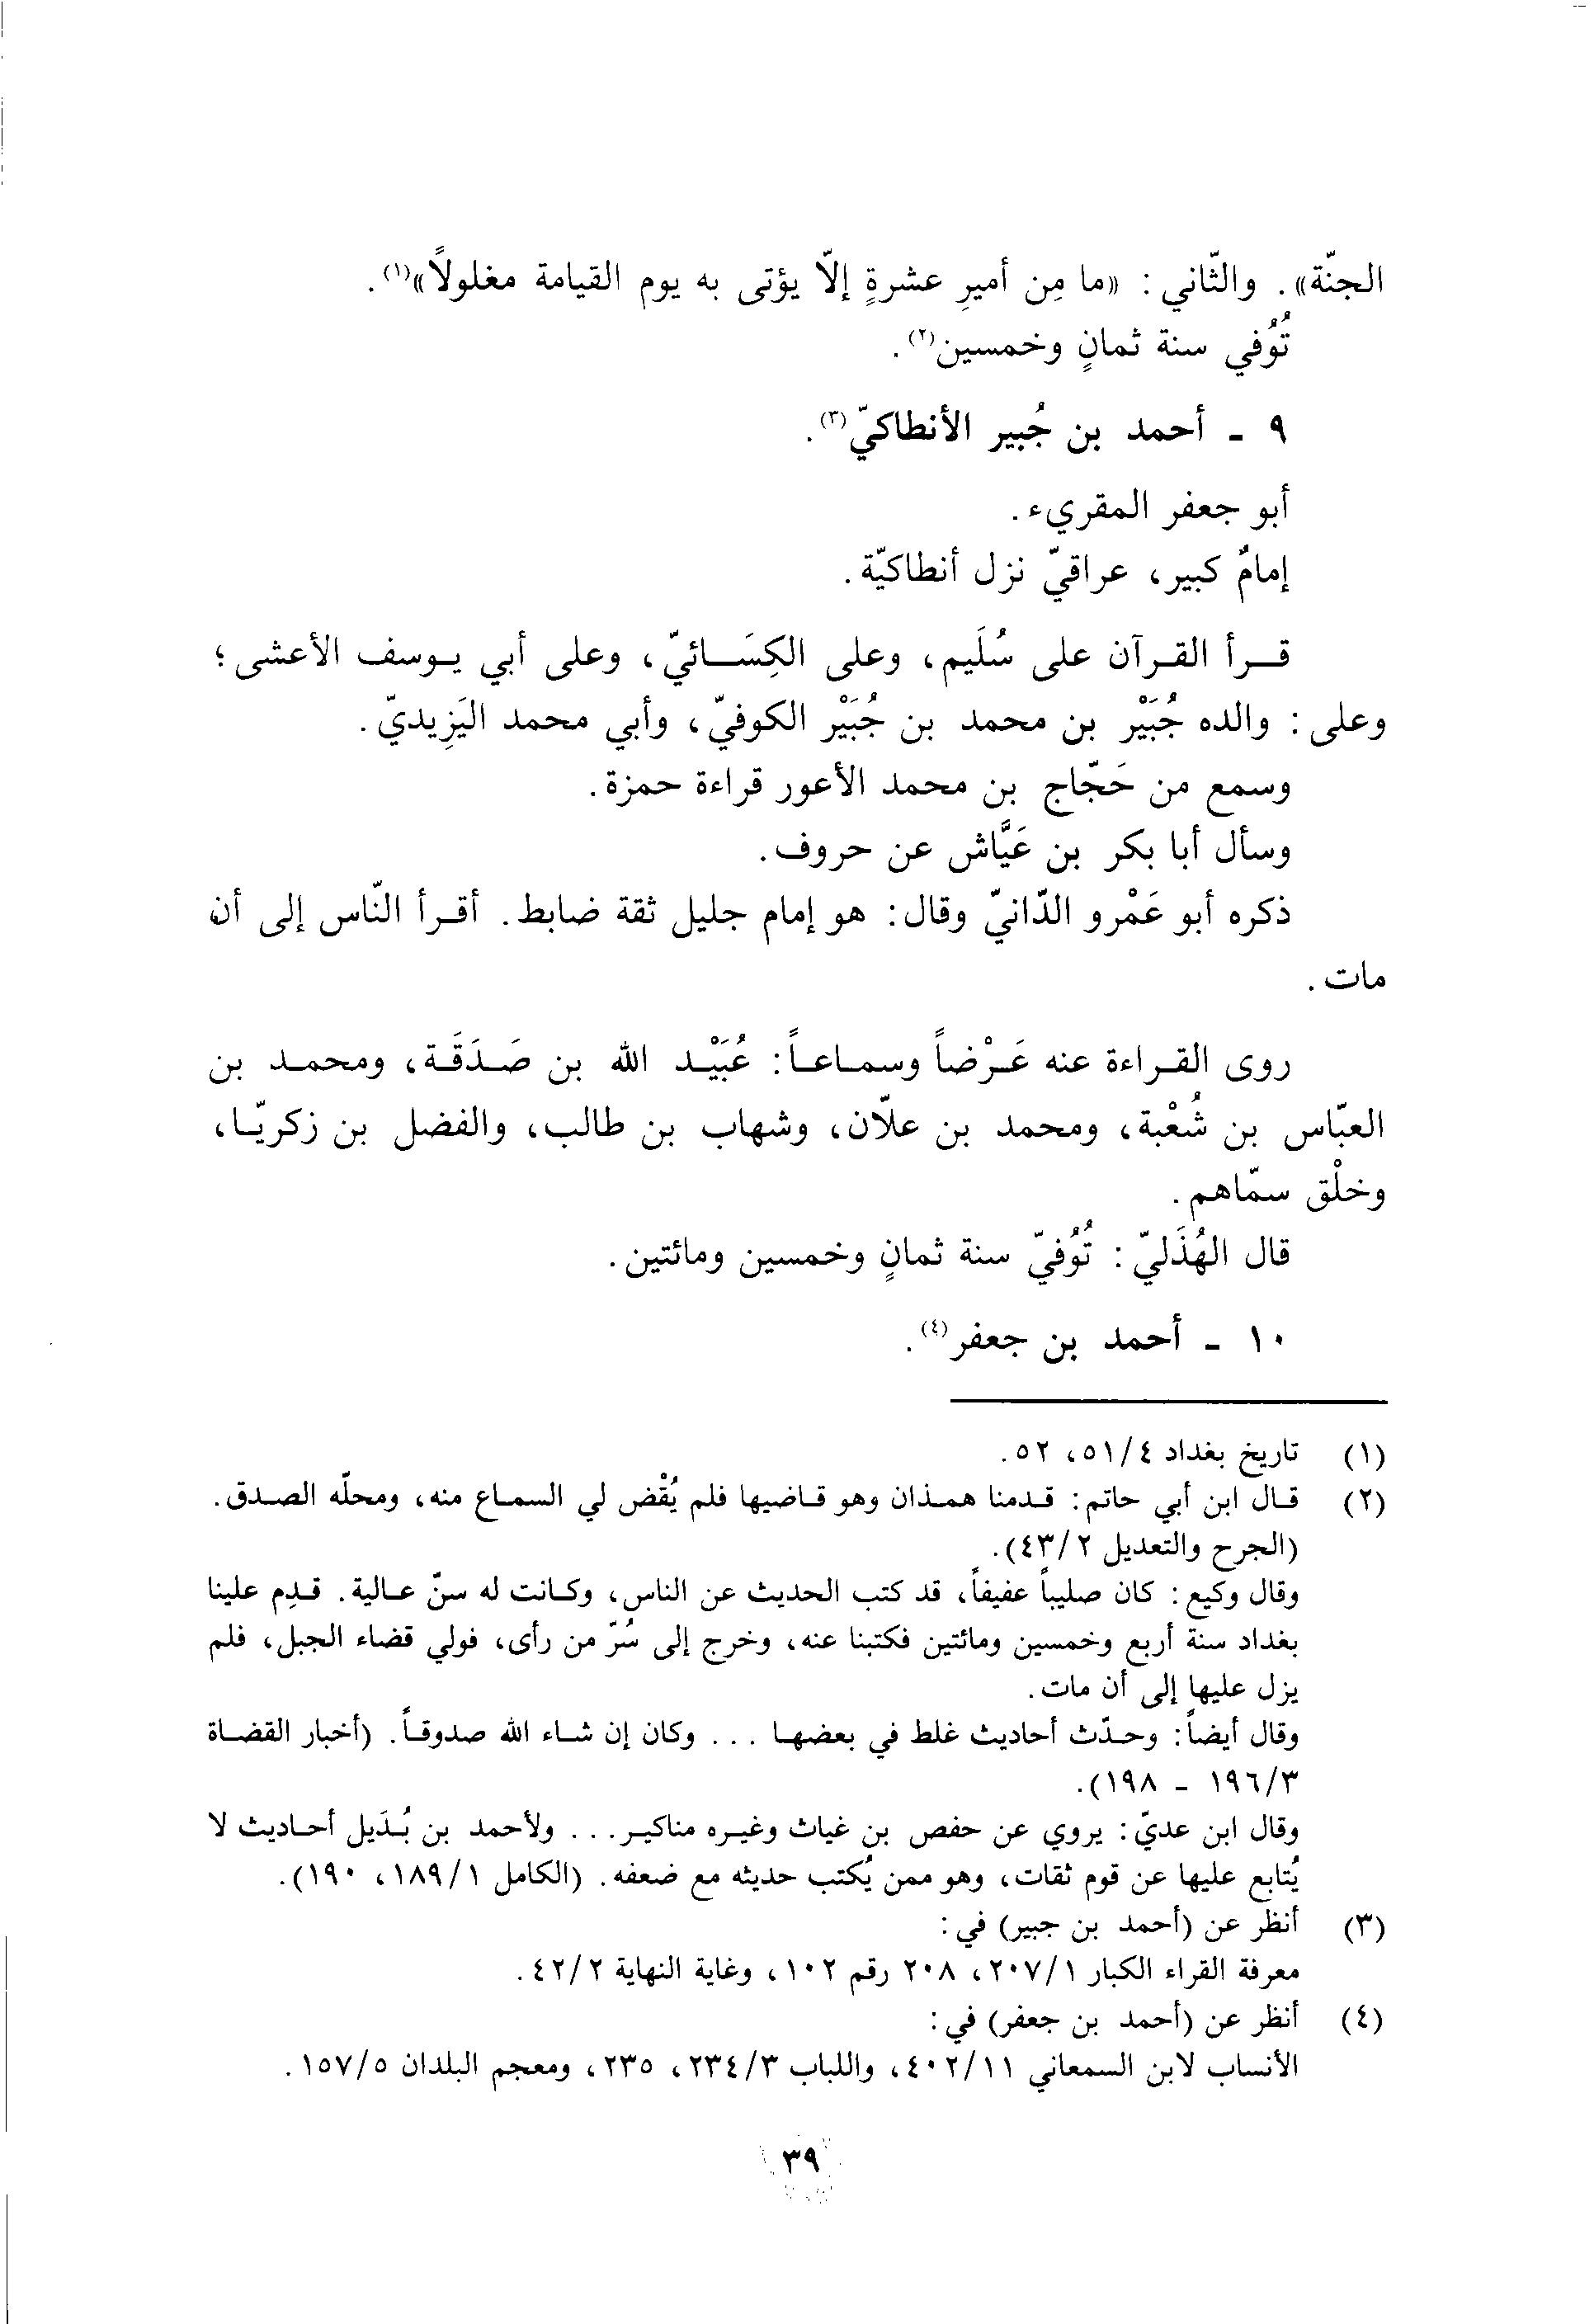 الجنّة». والثّاني: «ما مِن أميرِ عشرةٍ إلّا يؤتى به يوم القيامة مغلولاً»(١).
تُوُفي سنة ثمانٍ وخمسين(٢).
٩ - أحمد بن جُبير الأنطاكيّ(٣).
أبو جعفر المقريء.
إمامٌ كبير، عراقيّ نزل أنطاكيّة.
قرأ القرآن على سُلَيم، وعلى الكِسَائيّ، وعلى أبي يوسف الأعشى؛
وعلى: والده جُبَيْر بن محمد بن جُبَيْر الكوفيّ، وأبي محمد اليَزِيديّ.
وسمع من حَجّاج بن محمد الأعور قراءة حمزة.
وسأل أبا بكر بن عَيَّاش عن حروف.
ذكره أبو عَمْرو الدّانيّ وقال: هو إمام جليل ثقة ضابط. أقرأ النّاس إلى أن
مات.
روى القراءة عنه عَرْضاً وسماعاً: عُبَيْد الله بن صَدَقَة، ومحمد بن
العبّاس بن شُعْبة، ومحمد بن علّان، وشهاب بن طالب، والفضل بن زكريّا،
وخلْق سمّاهم.
قال الهُذَليّ: تُوُفيّ سنة ثمانٍ وخمسين ومائتين.
١٠ - أحمد بن جعفر(٤).
(١) تاريخ بغداد ٥١/٤، ٥٢.
(٢) قال ابن أبي حاتم: قدمنا همذان وهو قاضيها فلم يُقْض لي السماع منه، ومحلّه الصدق.
(الجرح والتعديل ٤٣/٢).
وقال وكيع: كان صليباً عفيفاً، قد كتب الحديث عن الناس، وكانت له سنّ عالية. قدِم علينا
بغداد سنة أربع وخمسين ومائتين فكتبنا عنه، وخرج إلى سُرّ من رأى، فولي قضاء الجبل، فلم
يزل عليها إلى أن مات.
وقال أيضاً: وحدّث أحاديث غلط في بعضها ... وكان إن شاء الله صدوقاً. (أخبار القضاة
١٩٦/٣ - ١٩٨).
وقال ابن عديّ: يروي عن حفص بن غياث وغيره مناكير... ولأحمد بن بُدَيل أحاديث لا
يُتابع عليها عن قوم ثقات، وهو ممن يُكتب حديثه مع ضعفه. (الكامل ١٨٩/١، ١٩٠).
(٣) أنظر عن (أحمد بن جبير) في:
معرفة القراء الكبار ٢٠٧/١، ٢٠٨ رقم ١٠٢، وغاية النهاية ٤٢/٢.
(٤) أنظر عن (أحمد بن جعفر) في:
الأنساب لابن السمعاني ٤٠٢/١١، واللباب ٢٣٤/٣، ٢٣٥، ومعجم البلدان ١٥٧/٥.
٣٩